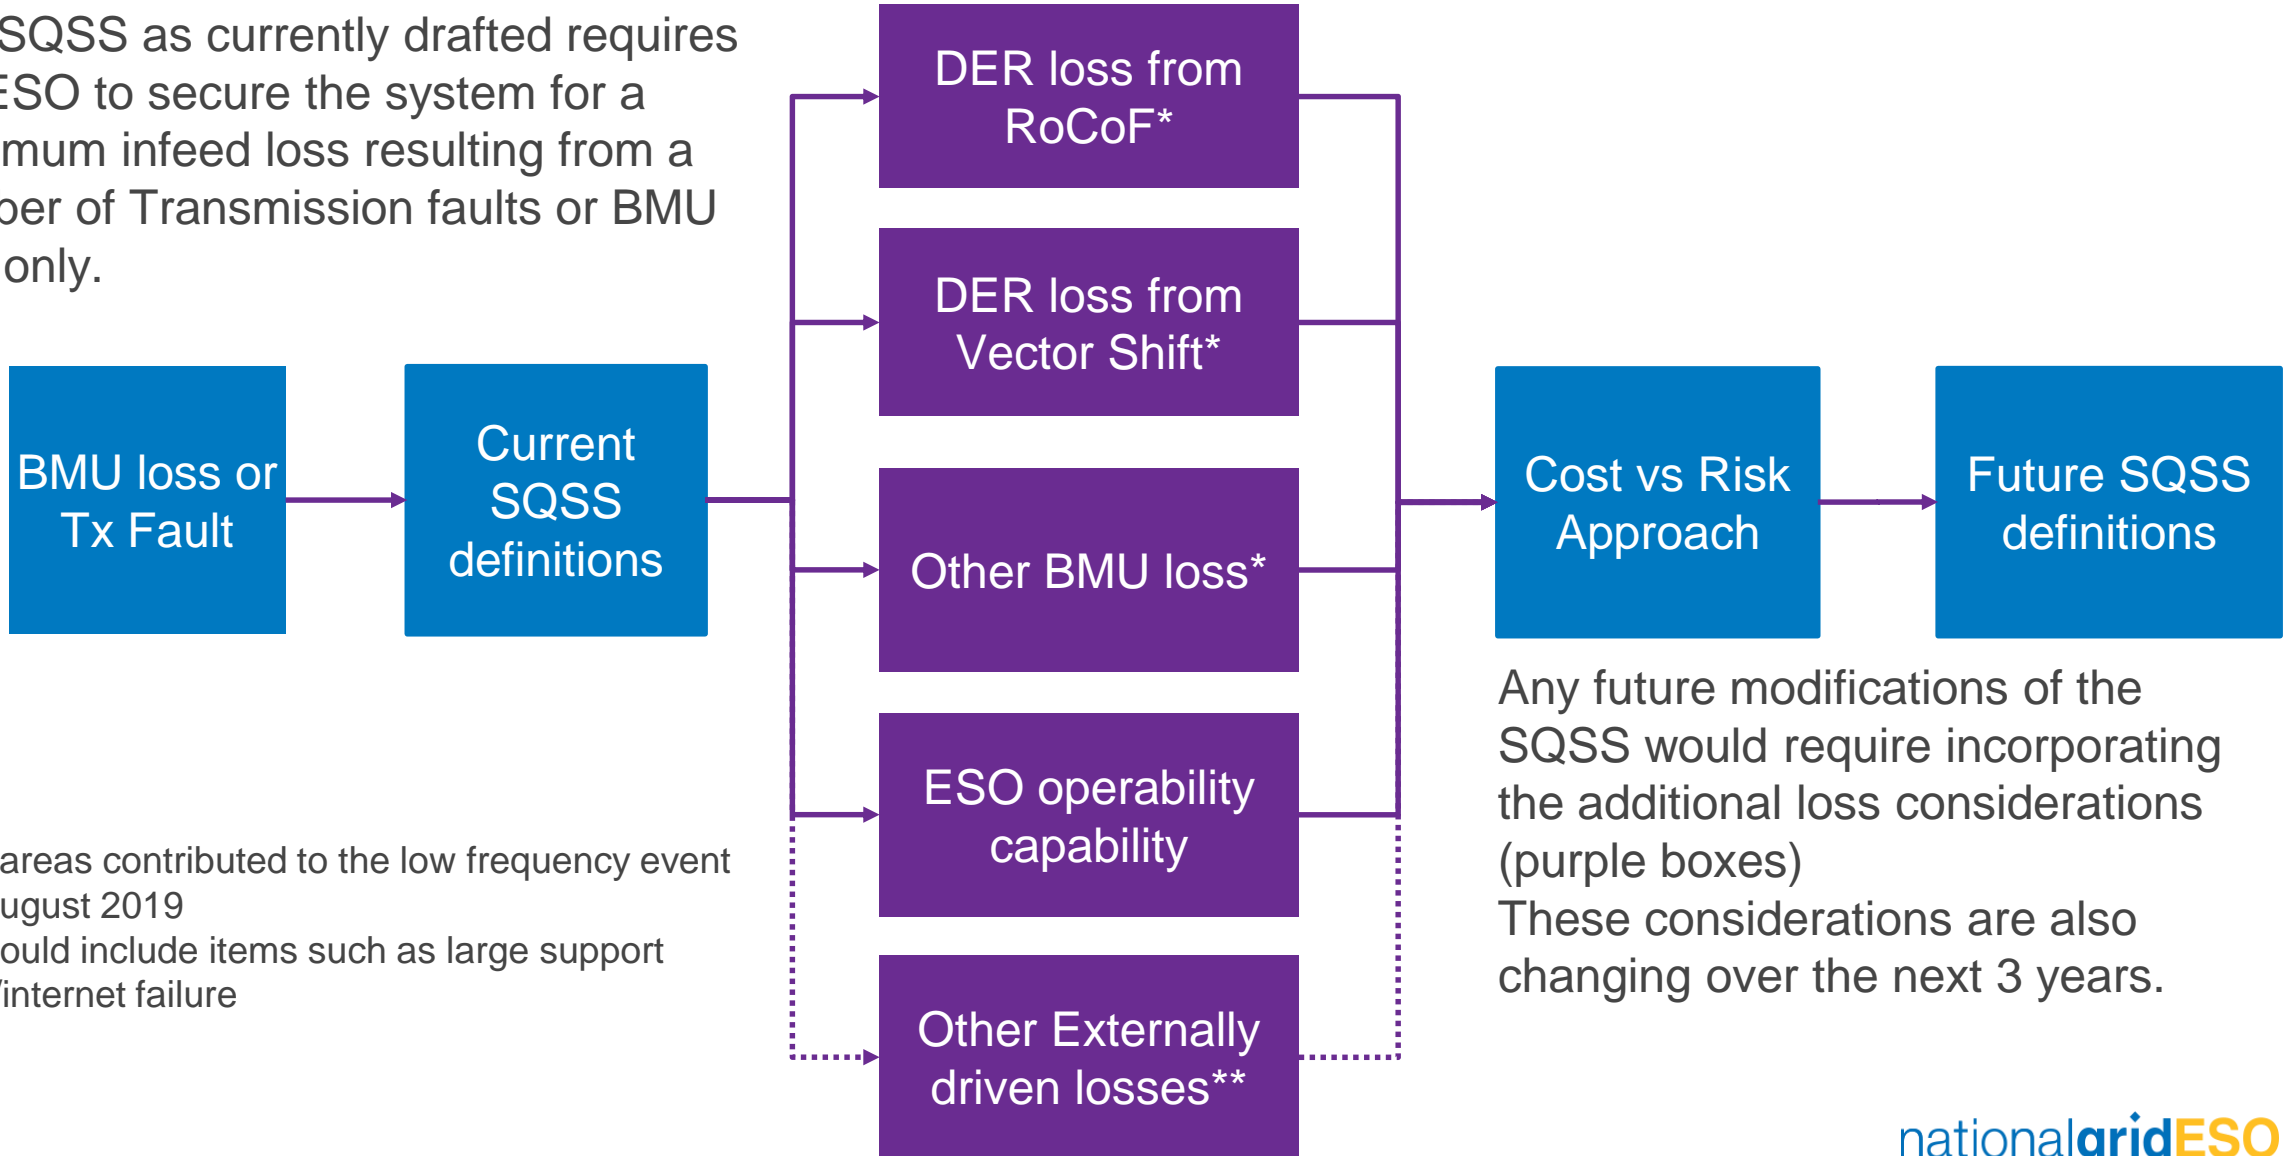 SQSS as currently drafted requires
ESO to secure the system for a
mum infeed loss resulting from a
ber of Transmission faults or BMU
only.
BMU loss or
Tx Fault
Current
SQSS
definitions
DER loss from
RoCoF*
DER loss from
Vector Shift*
Other BMU loss*
ESO operability
capability
Other Externally
driven losses**
Cost vs Risk
Approach
Future SQSS
definitions
Any future modifications of the
SQSS would require incorporating
the additional loss considerations
(purple boxes)
These considerations are also
changing over the next 3 years.
areas contributed to the low frequency event
ugust 2019
ould include items such as large support
/internet failure
nationalgridESO